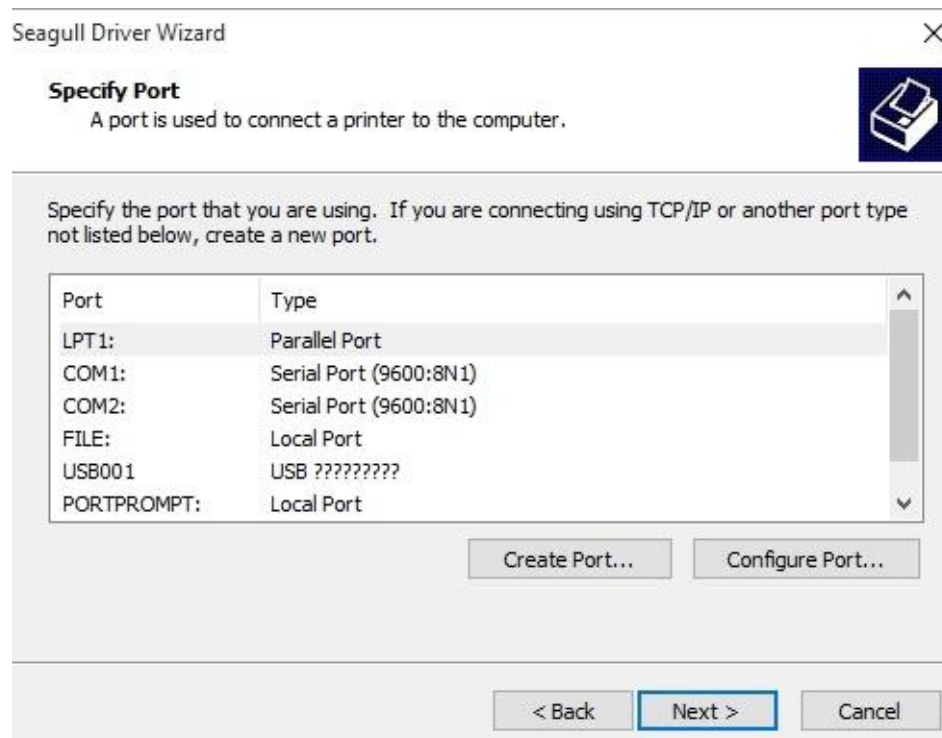 Seagull Driver Wizard
Specify Port
A port is used to connect a printer to the computer.
Specify the port that you are using. If you are connecting using TCP/IP or another port type
not listed below, create a new port.
Port Type
LPT1: Parallel Port
COM1: Serial Port (9600:8N1)
COM2: Serial Port (9600:8N1)
FILE: Local Port
USB001 USB ?????????
PORTPROMPT: Local Port
Create Port... Configure Port...
< Back Next > Cancel